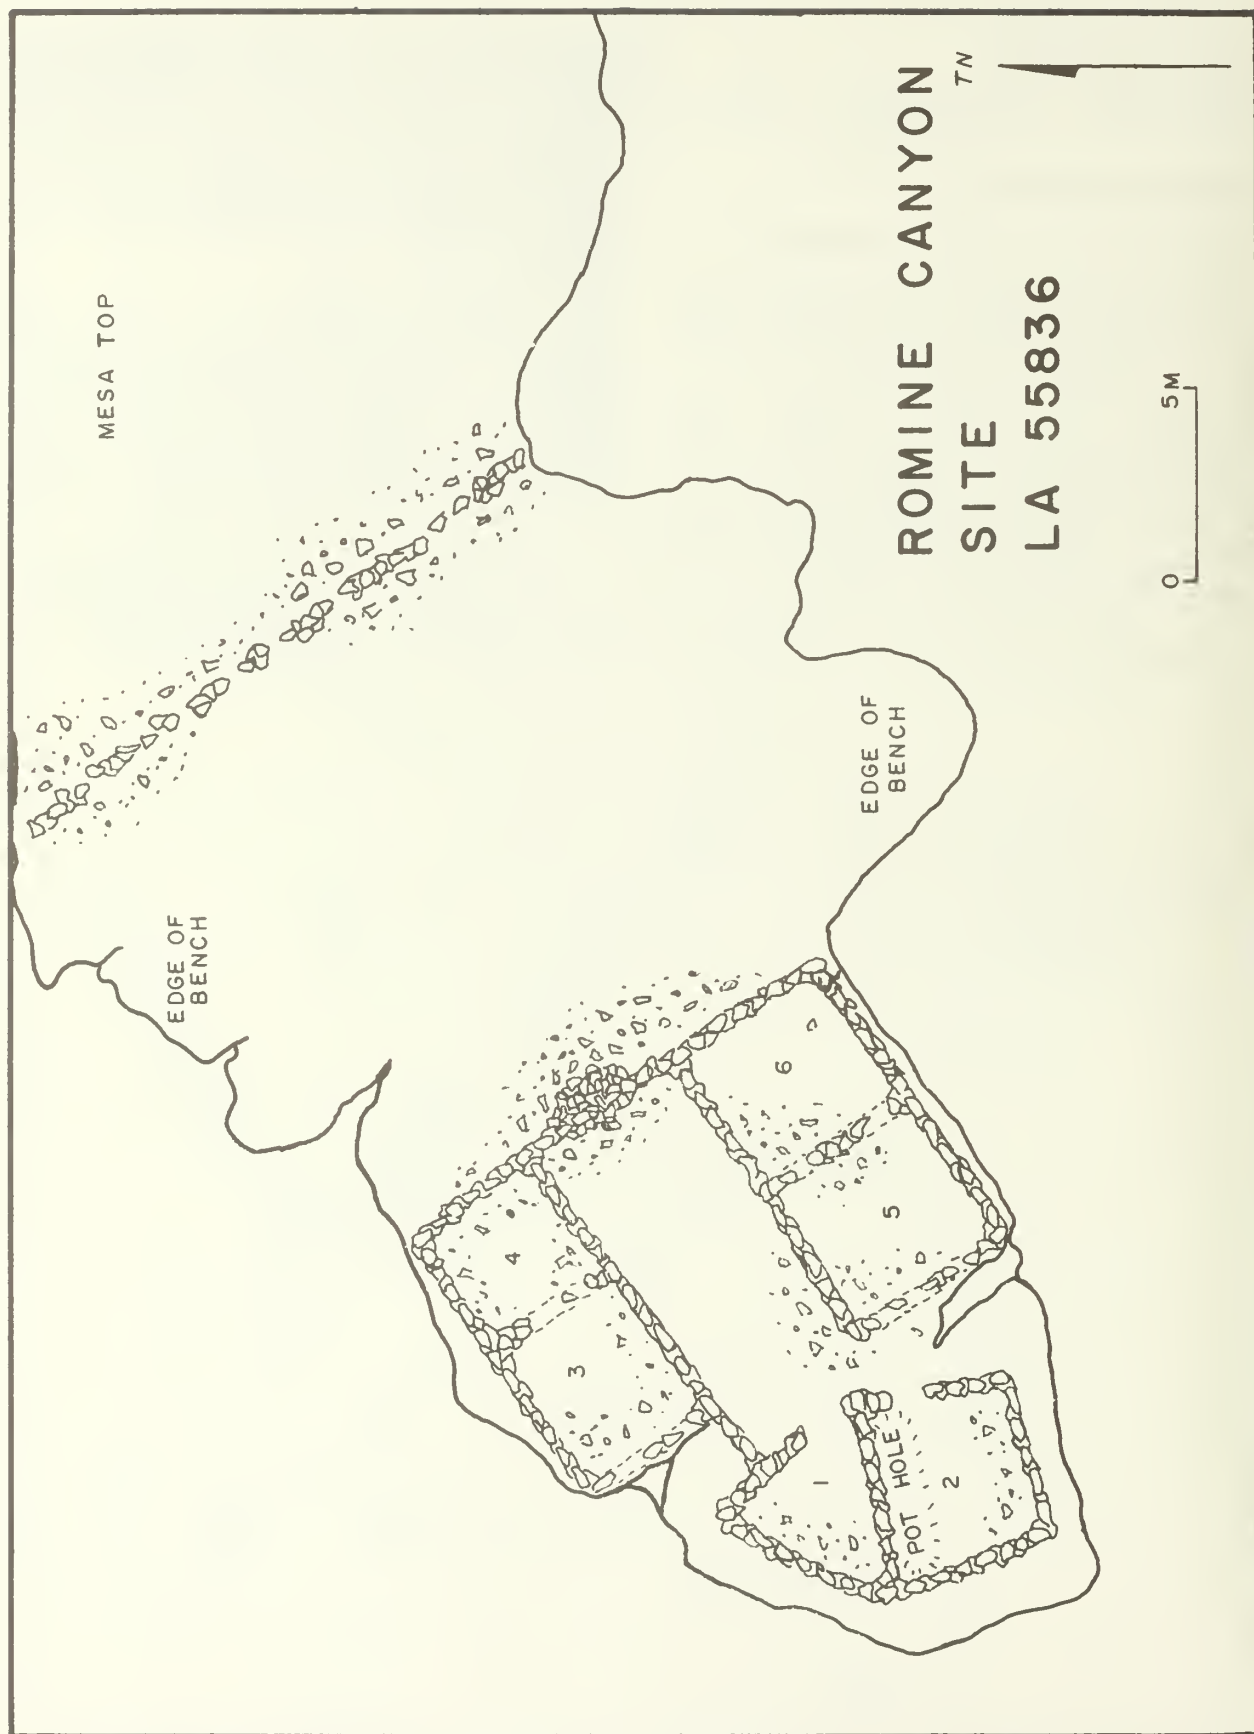 MESA TOP
EDGE OF
BENCH
EDGE OF
BENCH
4
3
6
5
1
POT HOLE
2
ROMINE CANYON
SITE
LA 55836
TN
0 5M